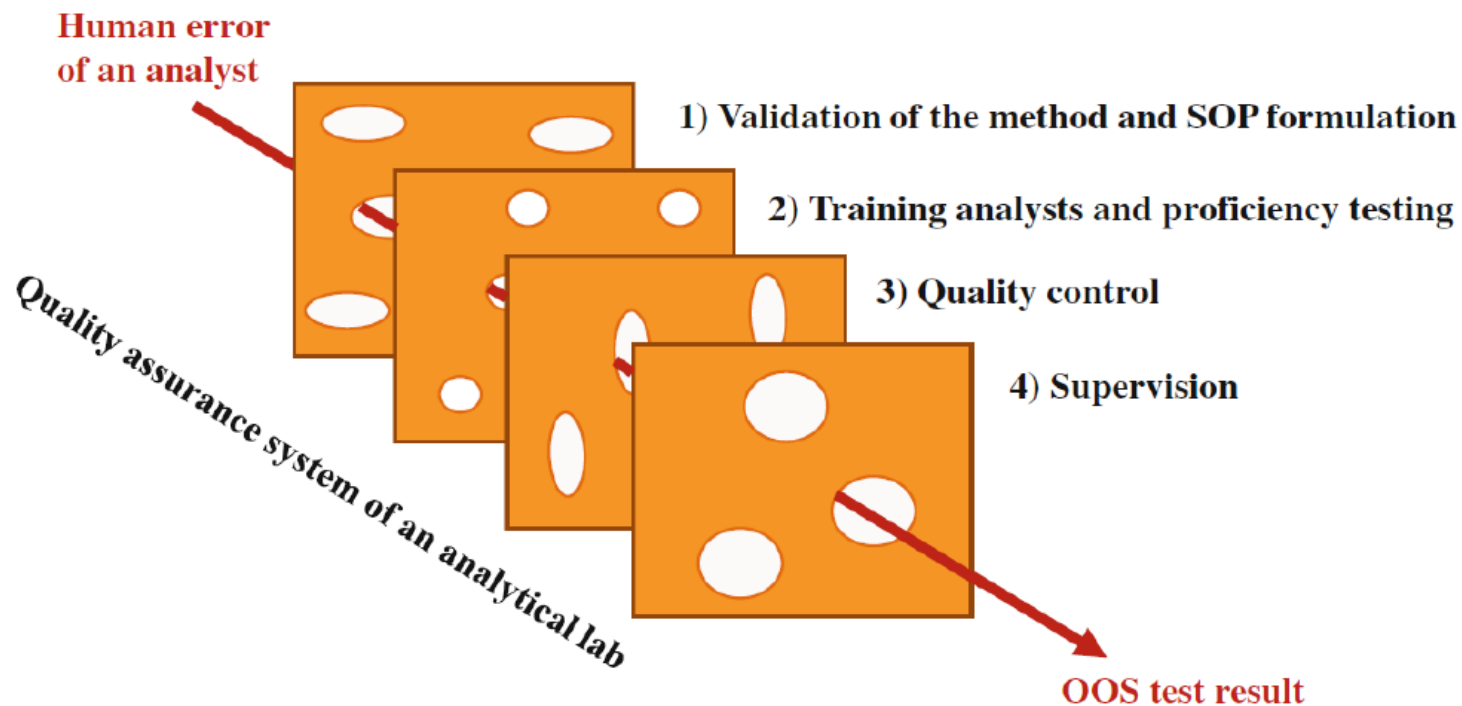 Human error
of an analyst
1) Validation of the method and SOP formulation
2) Training analysts and proficiency testing
3) Quality control
4) Supervision
Quality assurance system of an analytical lab
OOS test result